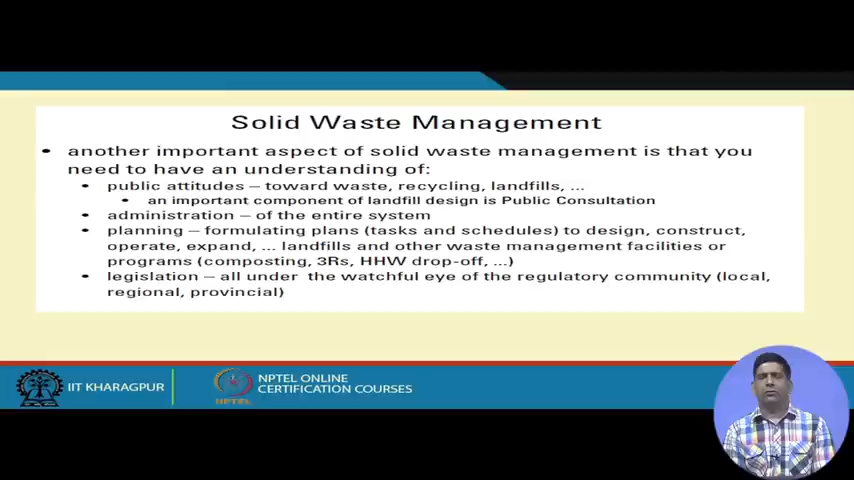 Solid Waste Management
• another important aspect of solid waste management is that you
need to have an understanding of:
• public attitudes – toward waste, recycling, landfills, ...
• an important component of landfill design is Public Consultation
• administration – of the entire system
• planning – formulating plans (tasks and schedules) to design, construct,
operate, expand, ... landfills and other waste management facilities or
programs (composting, 3Rs, HHW drop-off, ...)
• legislation – all under the watchful eye of the regulatory community (local,
regional, provincial)
IIT KHARAGPUR
NPTEL
NPTEL ONLINE
CERTIFICATION COURSES